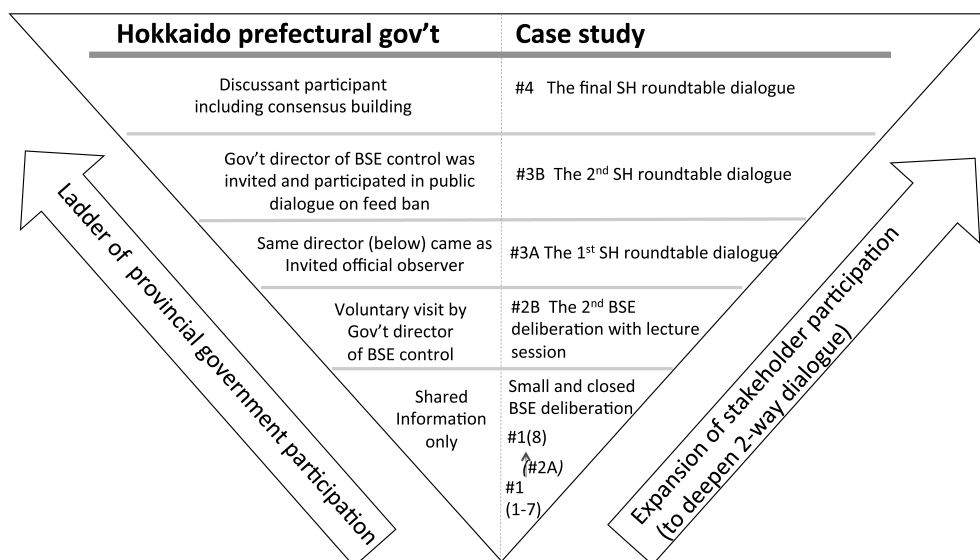 Hokkaido prefectural gov’t
Case study
Discussant participant
including consensus building
#4 The final SH roundtable dialogue
Gov’t director of BSE control was
invited and participated in public
dialogue on feed ban
#3B The 2nd SH roundtable dialogue
Same director (below) came as
Invited official observer
#3A The 1st SH roundtable dialogue
Voluntary visit by
Gov’t director
of BSE control
#2B The 2nd BSE
deliberation with lecture
session
Shared
Information
only
Small and closed
BSE deliberation
#1(8)
(#2A)
#1
(1-7)
Ladder of provincial government participation
Expansion of stakeholder participation
(to deepen 2-way dialogue)